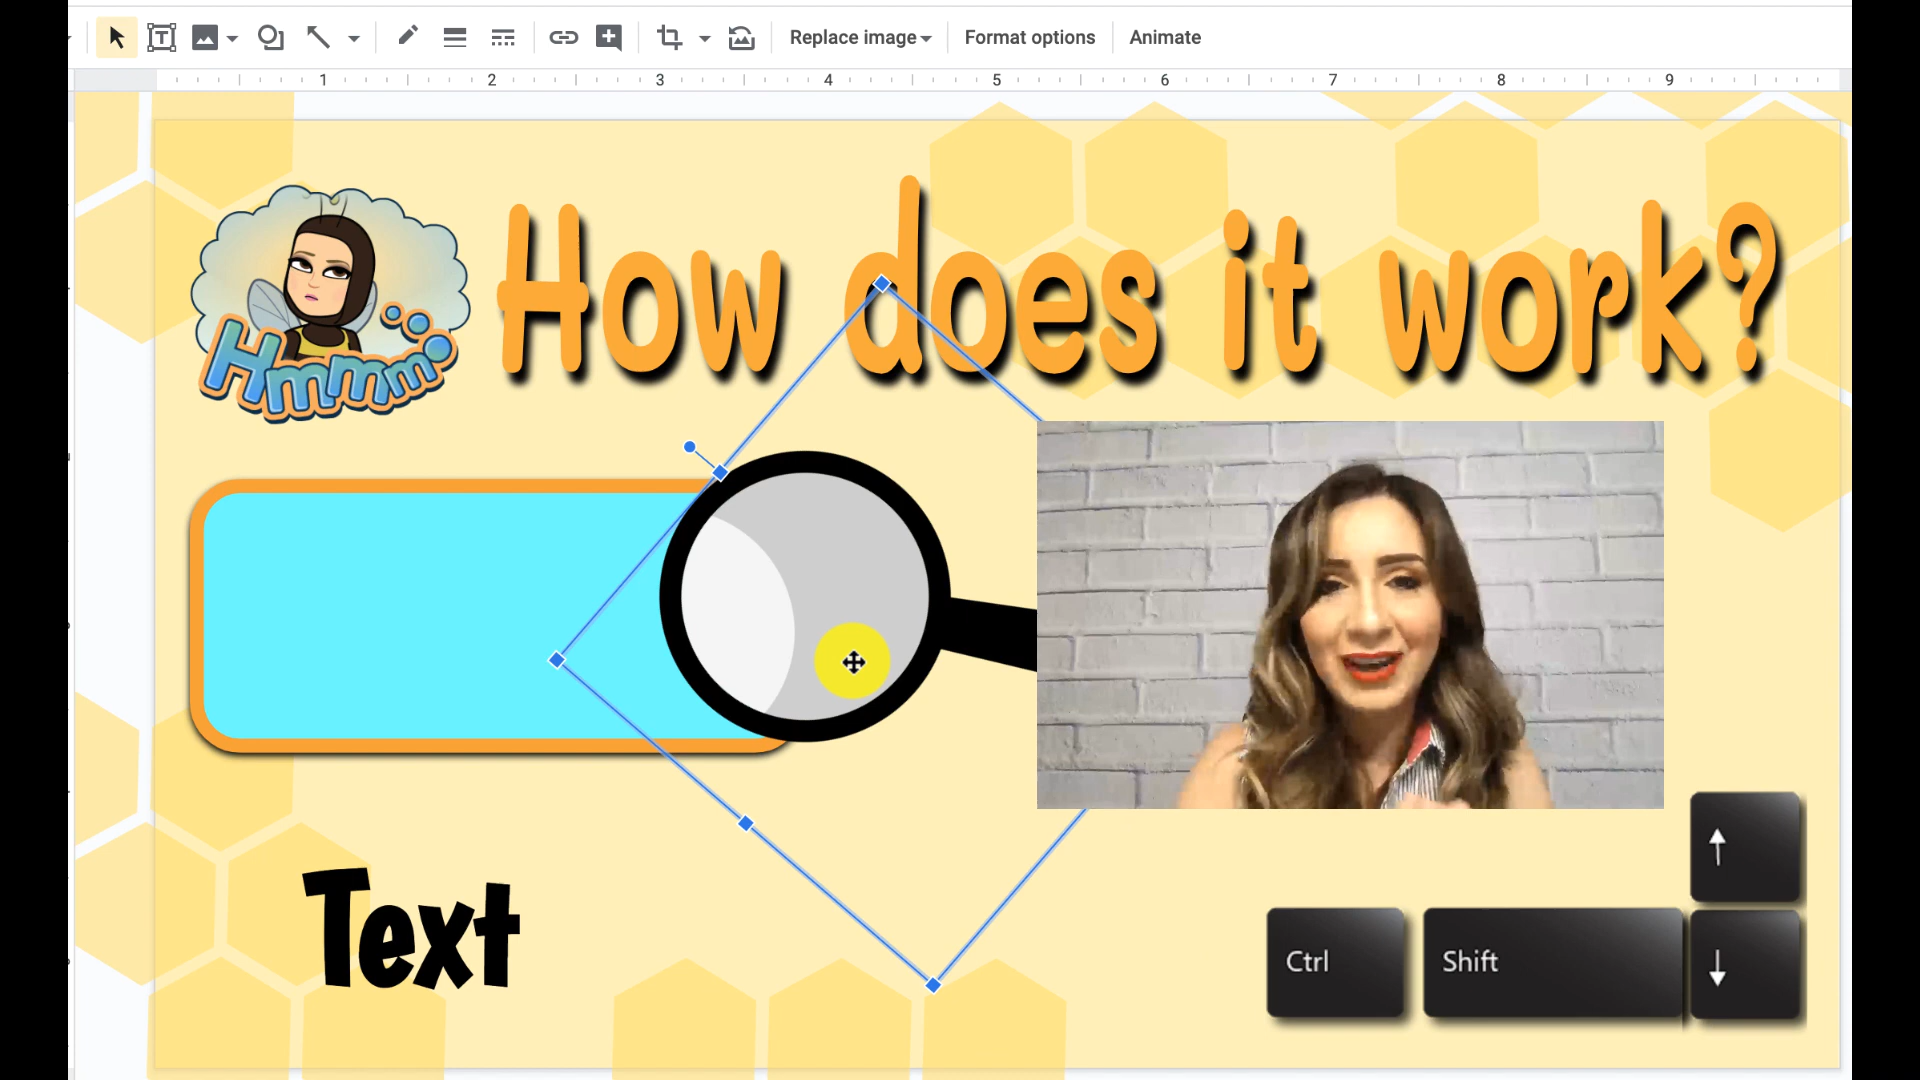 Replace image Format options Animate
1 2 3 4 5 6 7 8 9
How does it work?
Hmmm
Text
Ctrl Shift